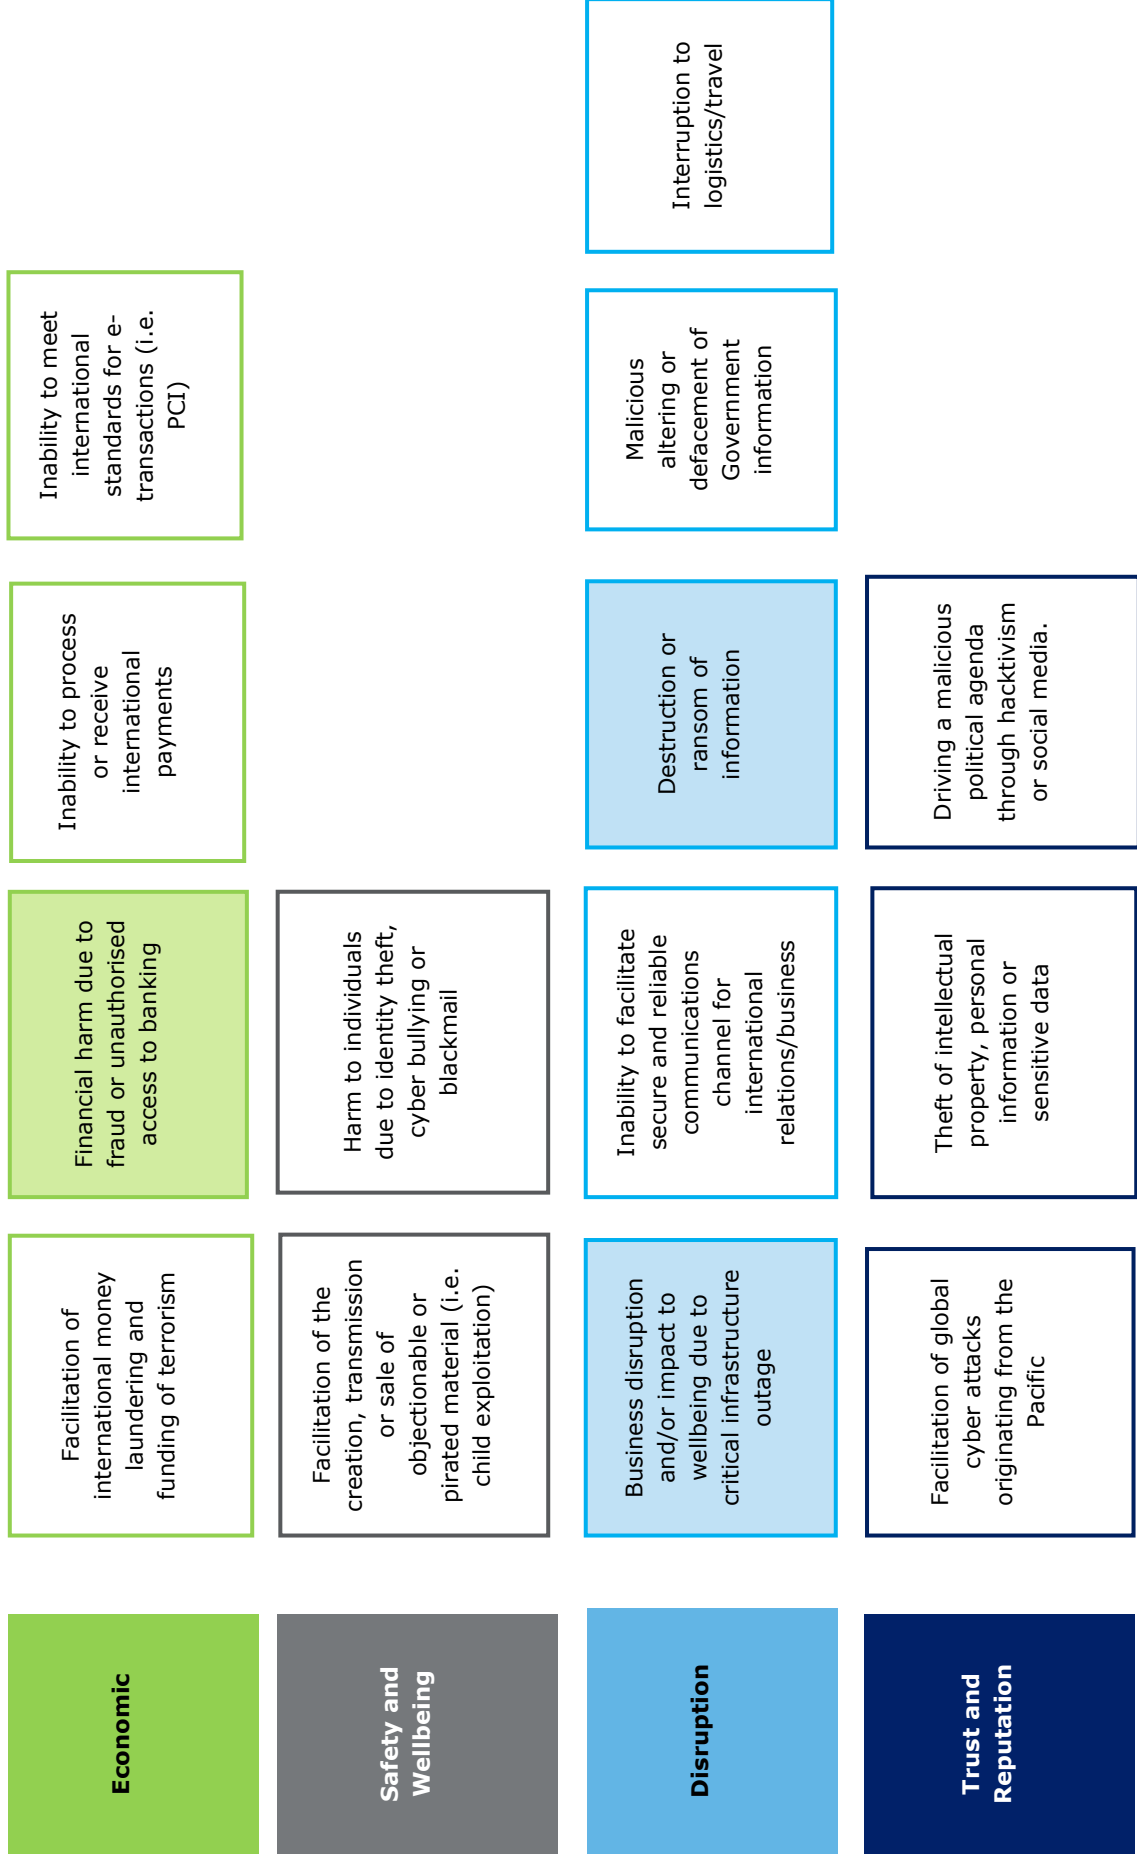 Economic
Facilitation of
international money
laundering and
funding of terrorism
Financial harm due to
fraud or unauthorised
access to banking
Inability to process
or receive
international
payments
Inability to meet
international
standards for e-
transactions (i.e.
PCI)
Safety and
Wellbeing
Facilitation of the
creation, transmission
or sale of
objectionable or
pirated material (i.e.
child exploitation)
Harm to individuals
due to identity theft,
cyber bullying or
blackmail
Disruption
Business disruption
and/or impact to
wellbeing due to
critical infrastructure
outage
Inability to facilitate
secure and reliable
communications
channel for
international
relations/business
Destruction or
ransom of
information
Malicious
altering or
defacement of
Government
information
Interruption to
logistics/travel
Trust and
Reputation
Facilitation of global
cyber attacks
originating from the
Pacific
Theft of intellectual
property, personal
information or
sensitive data
Driving a malicious
political agenda
through hacktivism
or social media.